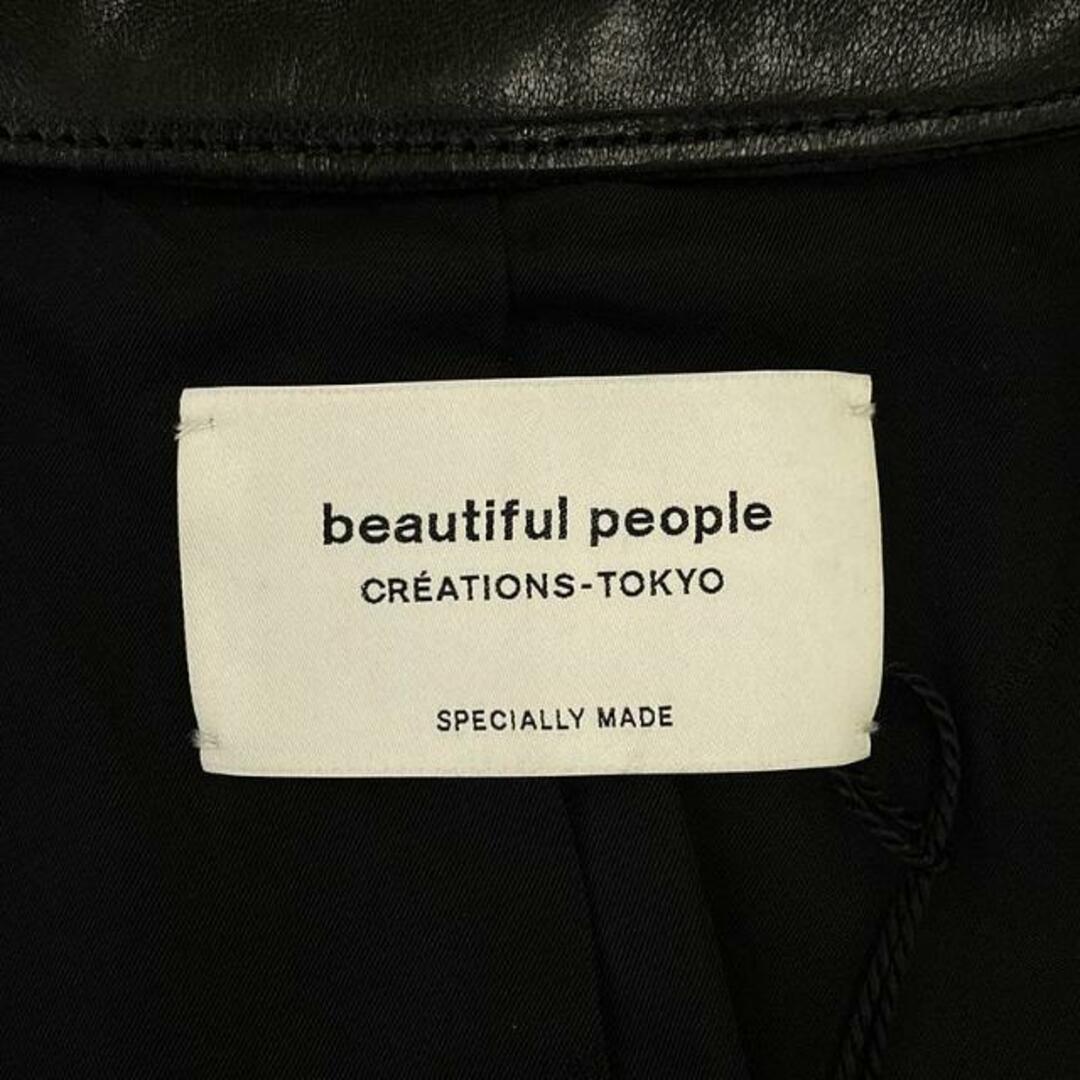 beautiful people
CRÉATIONS-TOKYO
SPECIALLY MADE